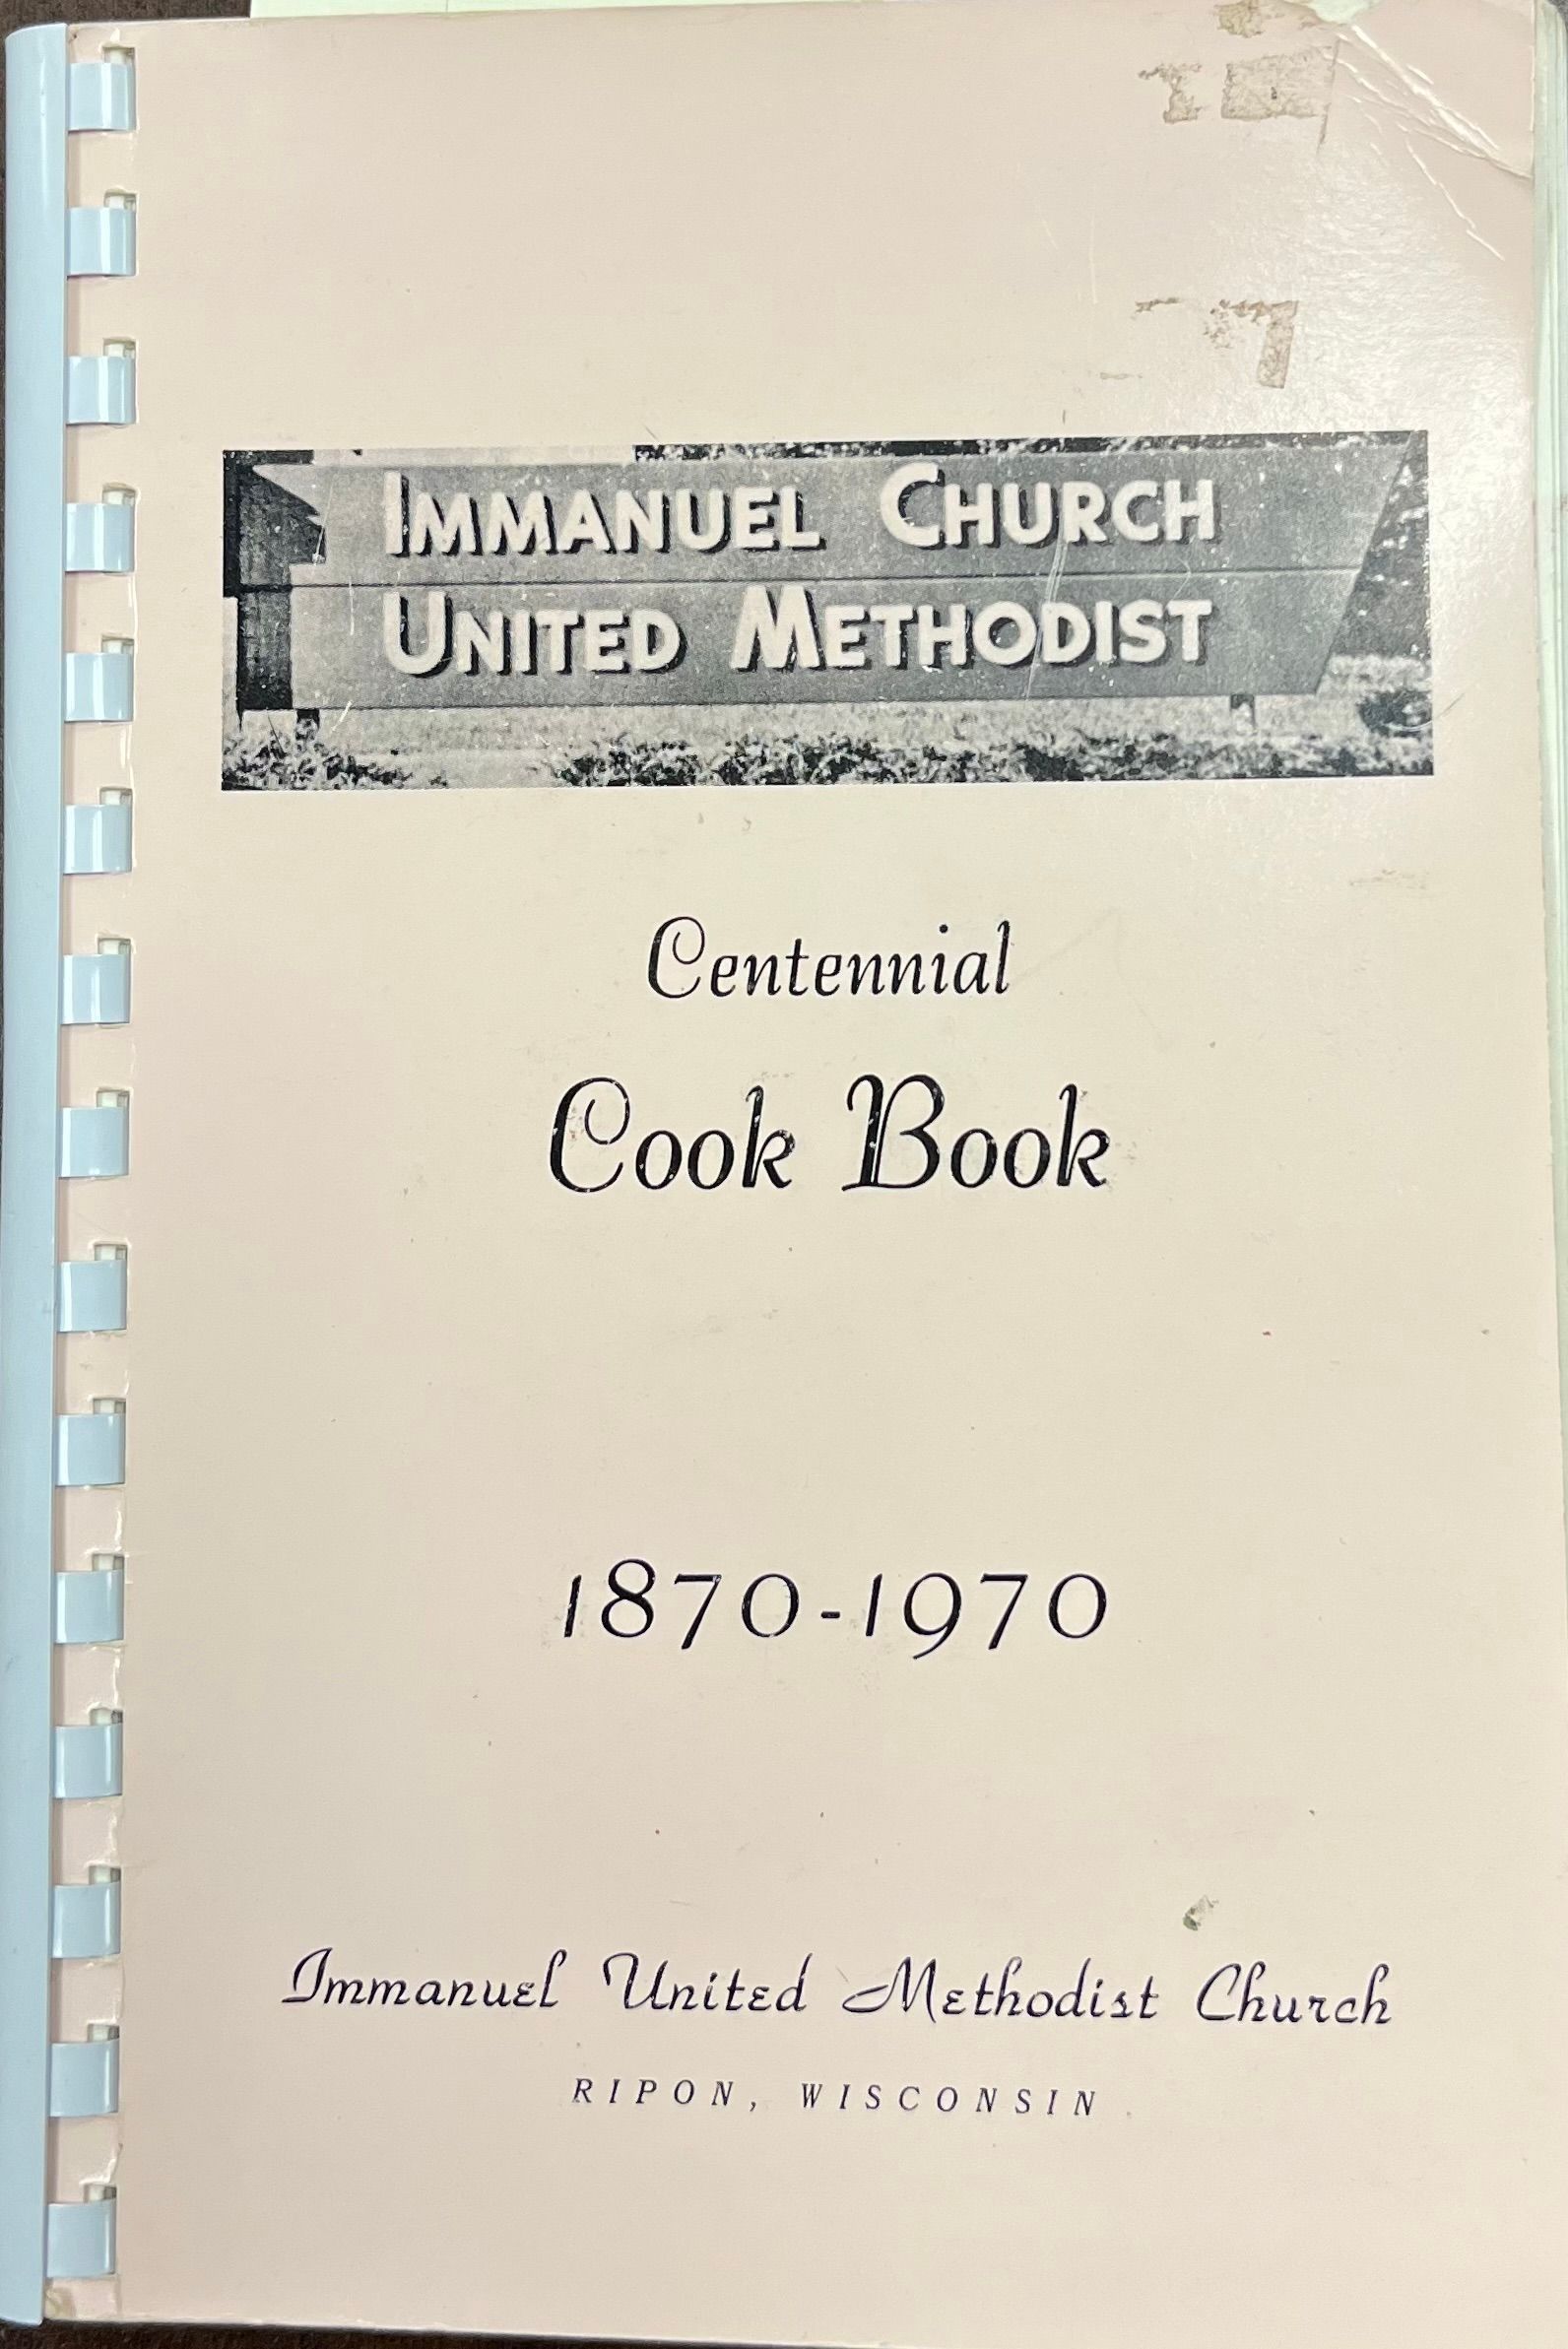 IMMANUEL CHURCH
UNITED METHODIST
Centennial
Cook Book
1870-1970
Immanuel United Methodist Church
RIPON, WISCONSIN